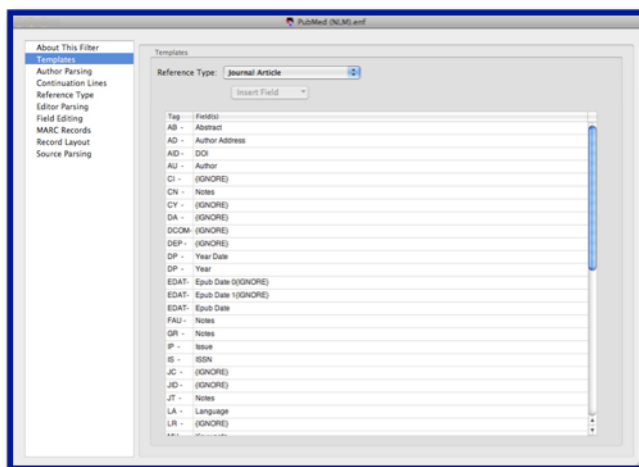 PubMed (NLM).enf
About This Filter
Templates
Author Parsing
Continuation Lines
Reference Type
Editor Parsing
Field Editing
MARC Records
Record Layout
Source Parsing
Templates
Reference Type: Journal Article
Insert Field
Tag Field(s)
AB - Abstract
AD - Author Address
AID - DOI
AU - Author
CI - {IGNORE}
CN - Notes
CY - {IGNORE}
DA - {IGNORE}
DCOM- {IGNORE}
DEP - {IGNORE}
DP - Year Date
DP - Year
EDAT- Epub Date 0{IGNORE}
EDAT- Epub Date 1{IGNORE}
EDAT- Epub Date
FAU - Notes
GR - Notes
IP - Issue
IS - ISSN
JC - {IGNORE}
JID - {IGNORE}
JT - Notes
LA - Language
LR - {IGNORE}